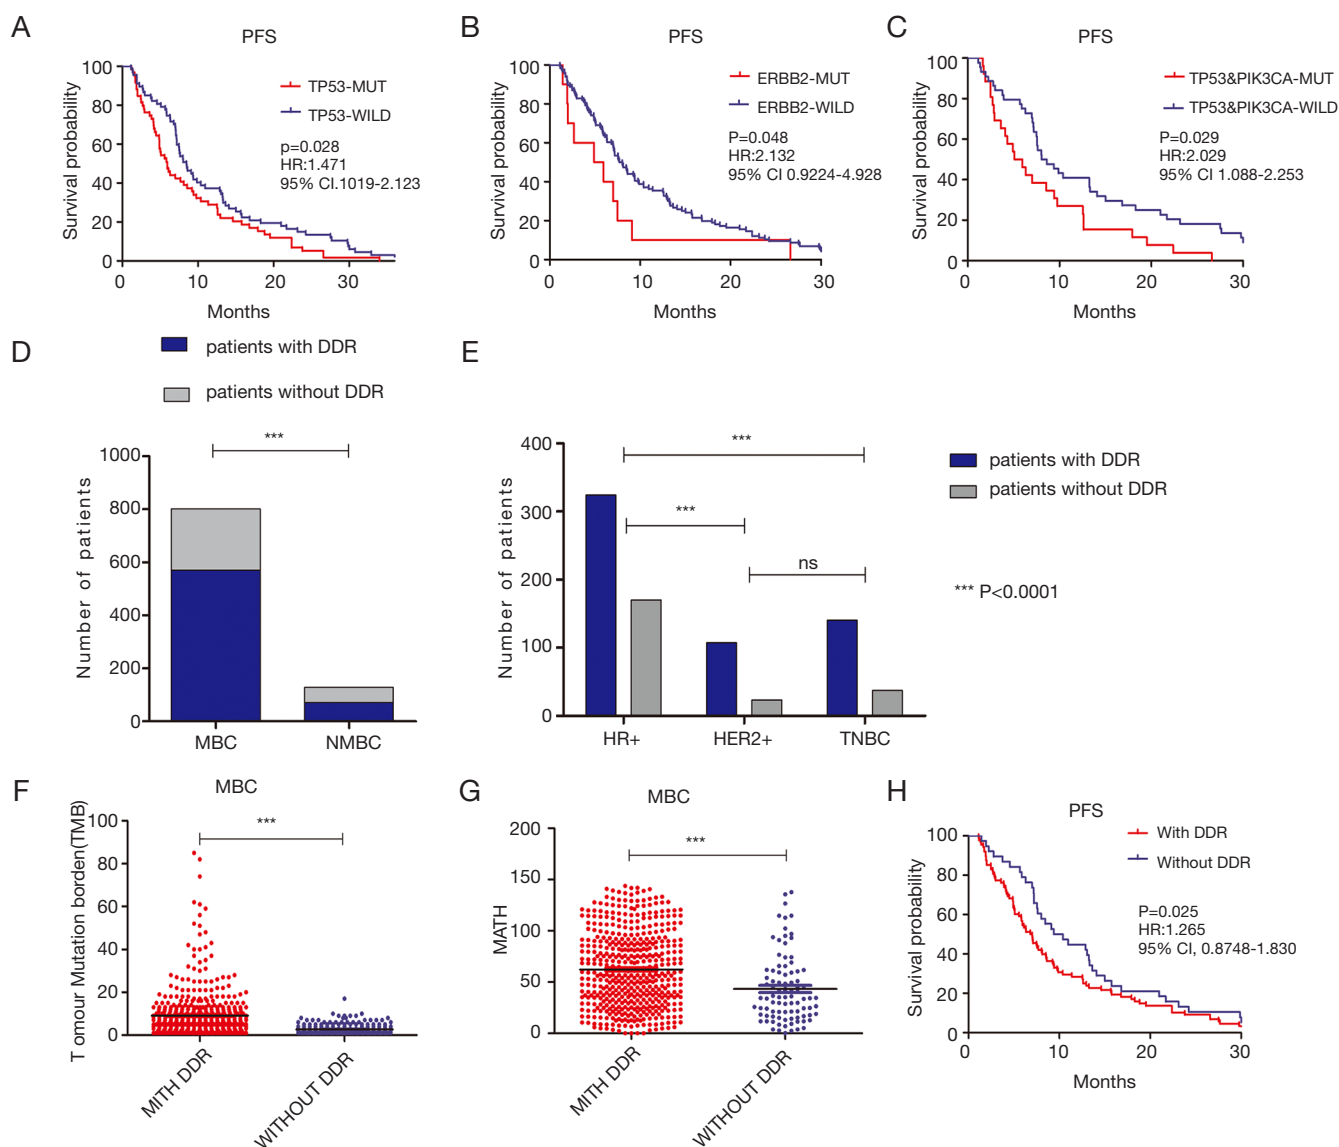 A
PFS
100
80
60
40
20
0
0
10
20
30
Survival probability
Months
TP53-MUT
TP53-WILD
p=0.028
HR:1.471
95% CI.1019-2.123
B
PFS
100
80
60
40
20
0
0
10
20
30
Survival probability
Months
ERBB2-MUT
ERBB2-WILD
P=0.048
HR:2.132
95% CI 0.9224-4.928
C
PFS
100
80
60
40
20
0
0
10
20
30
Survival probability
Months
TP53&PIK3CA-MUT
TP53&PIK3CA-WILD
P=0.029
HR:2.029
95% CI 1.088-2.253
D
patients with DDR
patients without DDR
***
1000
800
600
400
200
0
Number of patients
MBC
NMBC
E
400
300
200
100
0
Number of patients
***
***
ns
HR+
HER2+
TNBC
patients with DDR
patients without DDR
*** P<0.0001
F
MBC
***
100
80
60
40
20
0
T omour Mutation borden(TMB)
MITH DDR
WITHOUT DDR
G
MBC
***
200
150
100
50
0
MATH
MITH DDR
WITHOUT DDR
H
PFS
100
80
60
40
20
0
0
10
20
30
Survival probability
Months
With DDR
Without DDR
P=0.025
HR:1.265
95% CI, 0.8748-1.830